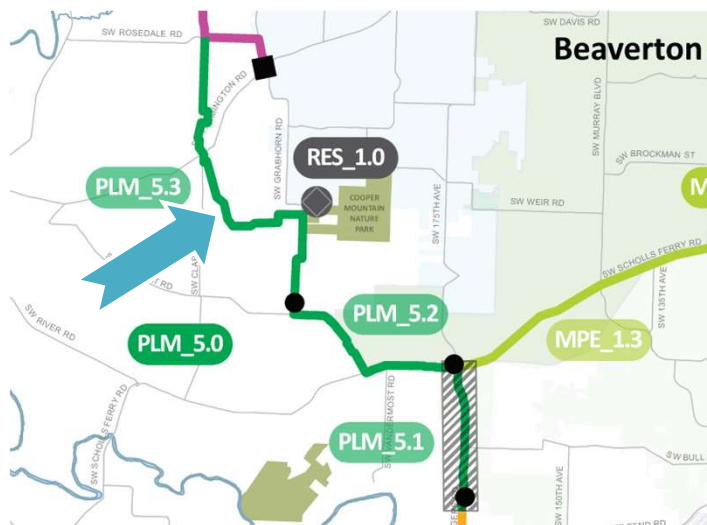 SW DAVIS RD
SW ROSEDALE RD
Beaverton
SW MURRAY BLVD
SW GRABHORN RD
RES_1.0
SW BROCKMAN ST
PLM_5.3
COOPER
MOUNTAIN
NATURE
PARK
SW 175TH AVE
SW WEIR RD
M
SW SCHOLLS FERRY RD
SW 135TH AVE
RD
SW RIVER RD
PLM_5.2
PLM_5.0
MPE_1.3
SW SCHOLLS FERRY RD
PLM_5.1
SW 150TH AVE
SW BULL